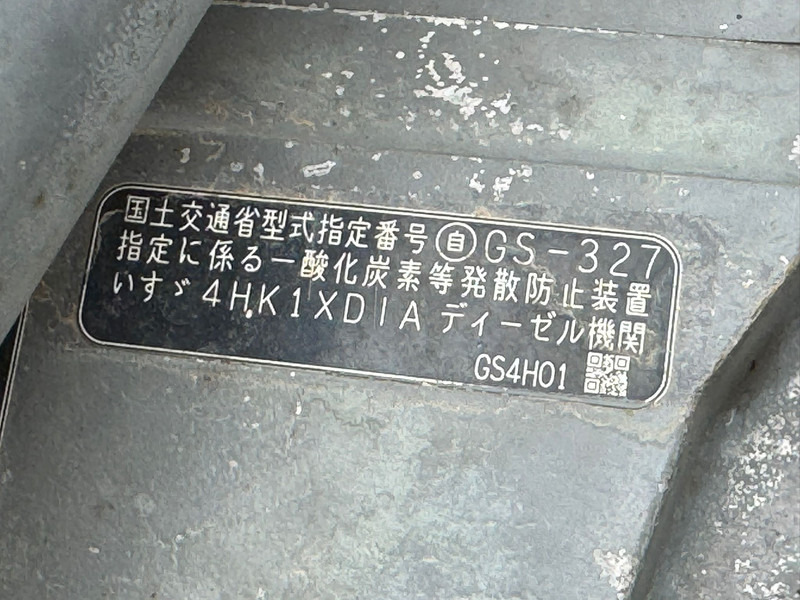 国土交通省型式指定番号 ㊀自 GS-327
指定に係る一酸化炭素等発散防止装置
いすゞ 4HK1XDIA ディーゼル機関
GS4H01